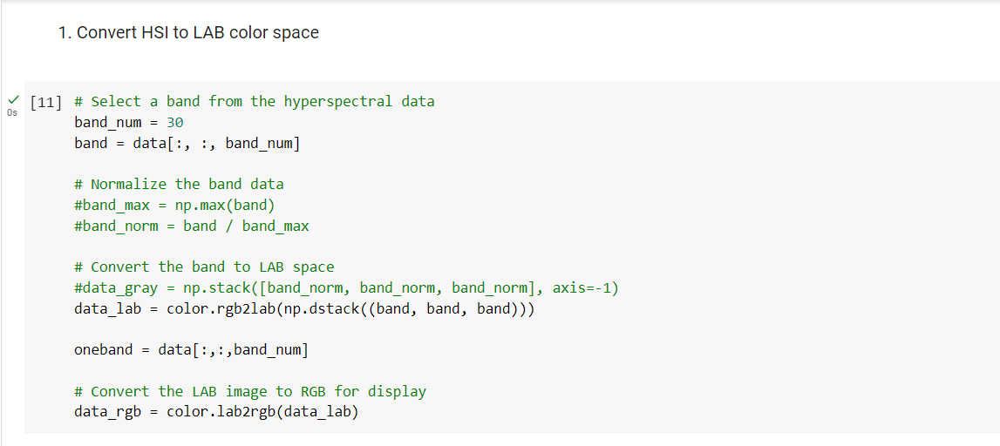 1. Convert HSI to LAB color space
[11] # Select a band from the hyperspectral data
0s
band_num = 30
band = data[:, :, band_num]
# Normalize the band data
#band_max = np.max(band)
#band_norm = band / band_max
# Convert the band to LAB space
#data_gray = np.stack([band_norm, band_norm, band_norm], axis=-1)
data_lab = color.rgb2lab(np.dstack((band, band, band)))
oneband = data[:,:,band_num]
# Convert the LAB image to RGB for display
data_rgb = color.lab2rgb(data_lab)